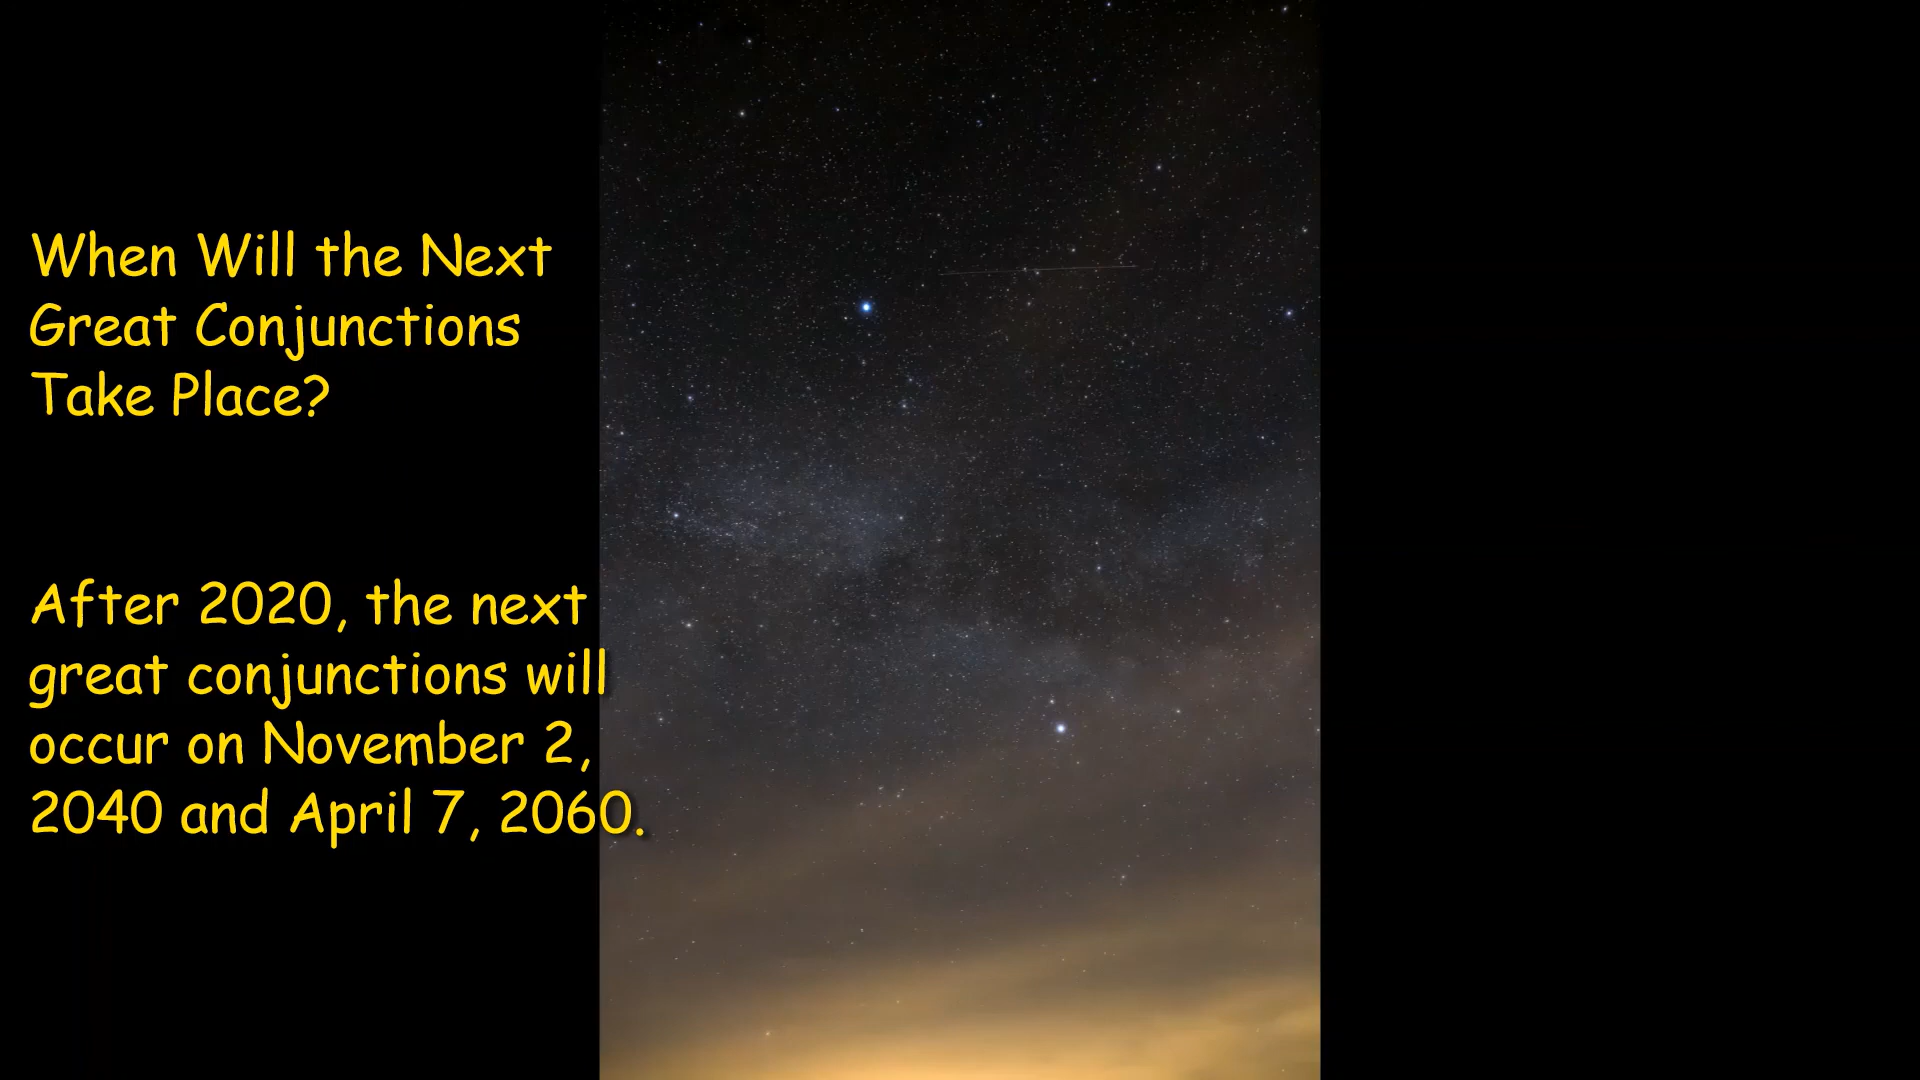 When Will the Next
Great Conjunctions
Take Place?
After 2020, the next
great conjunctions will
occur on November 2,
2040 and April 7, 2060.